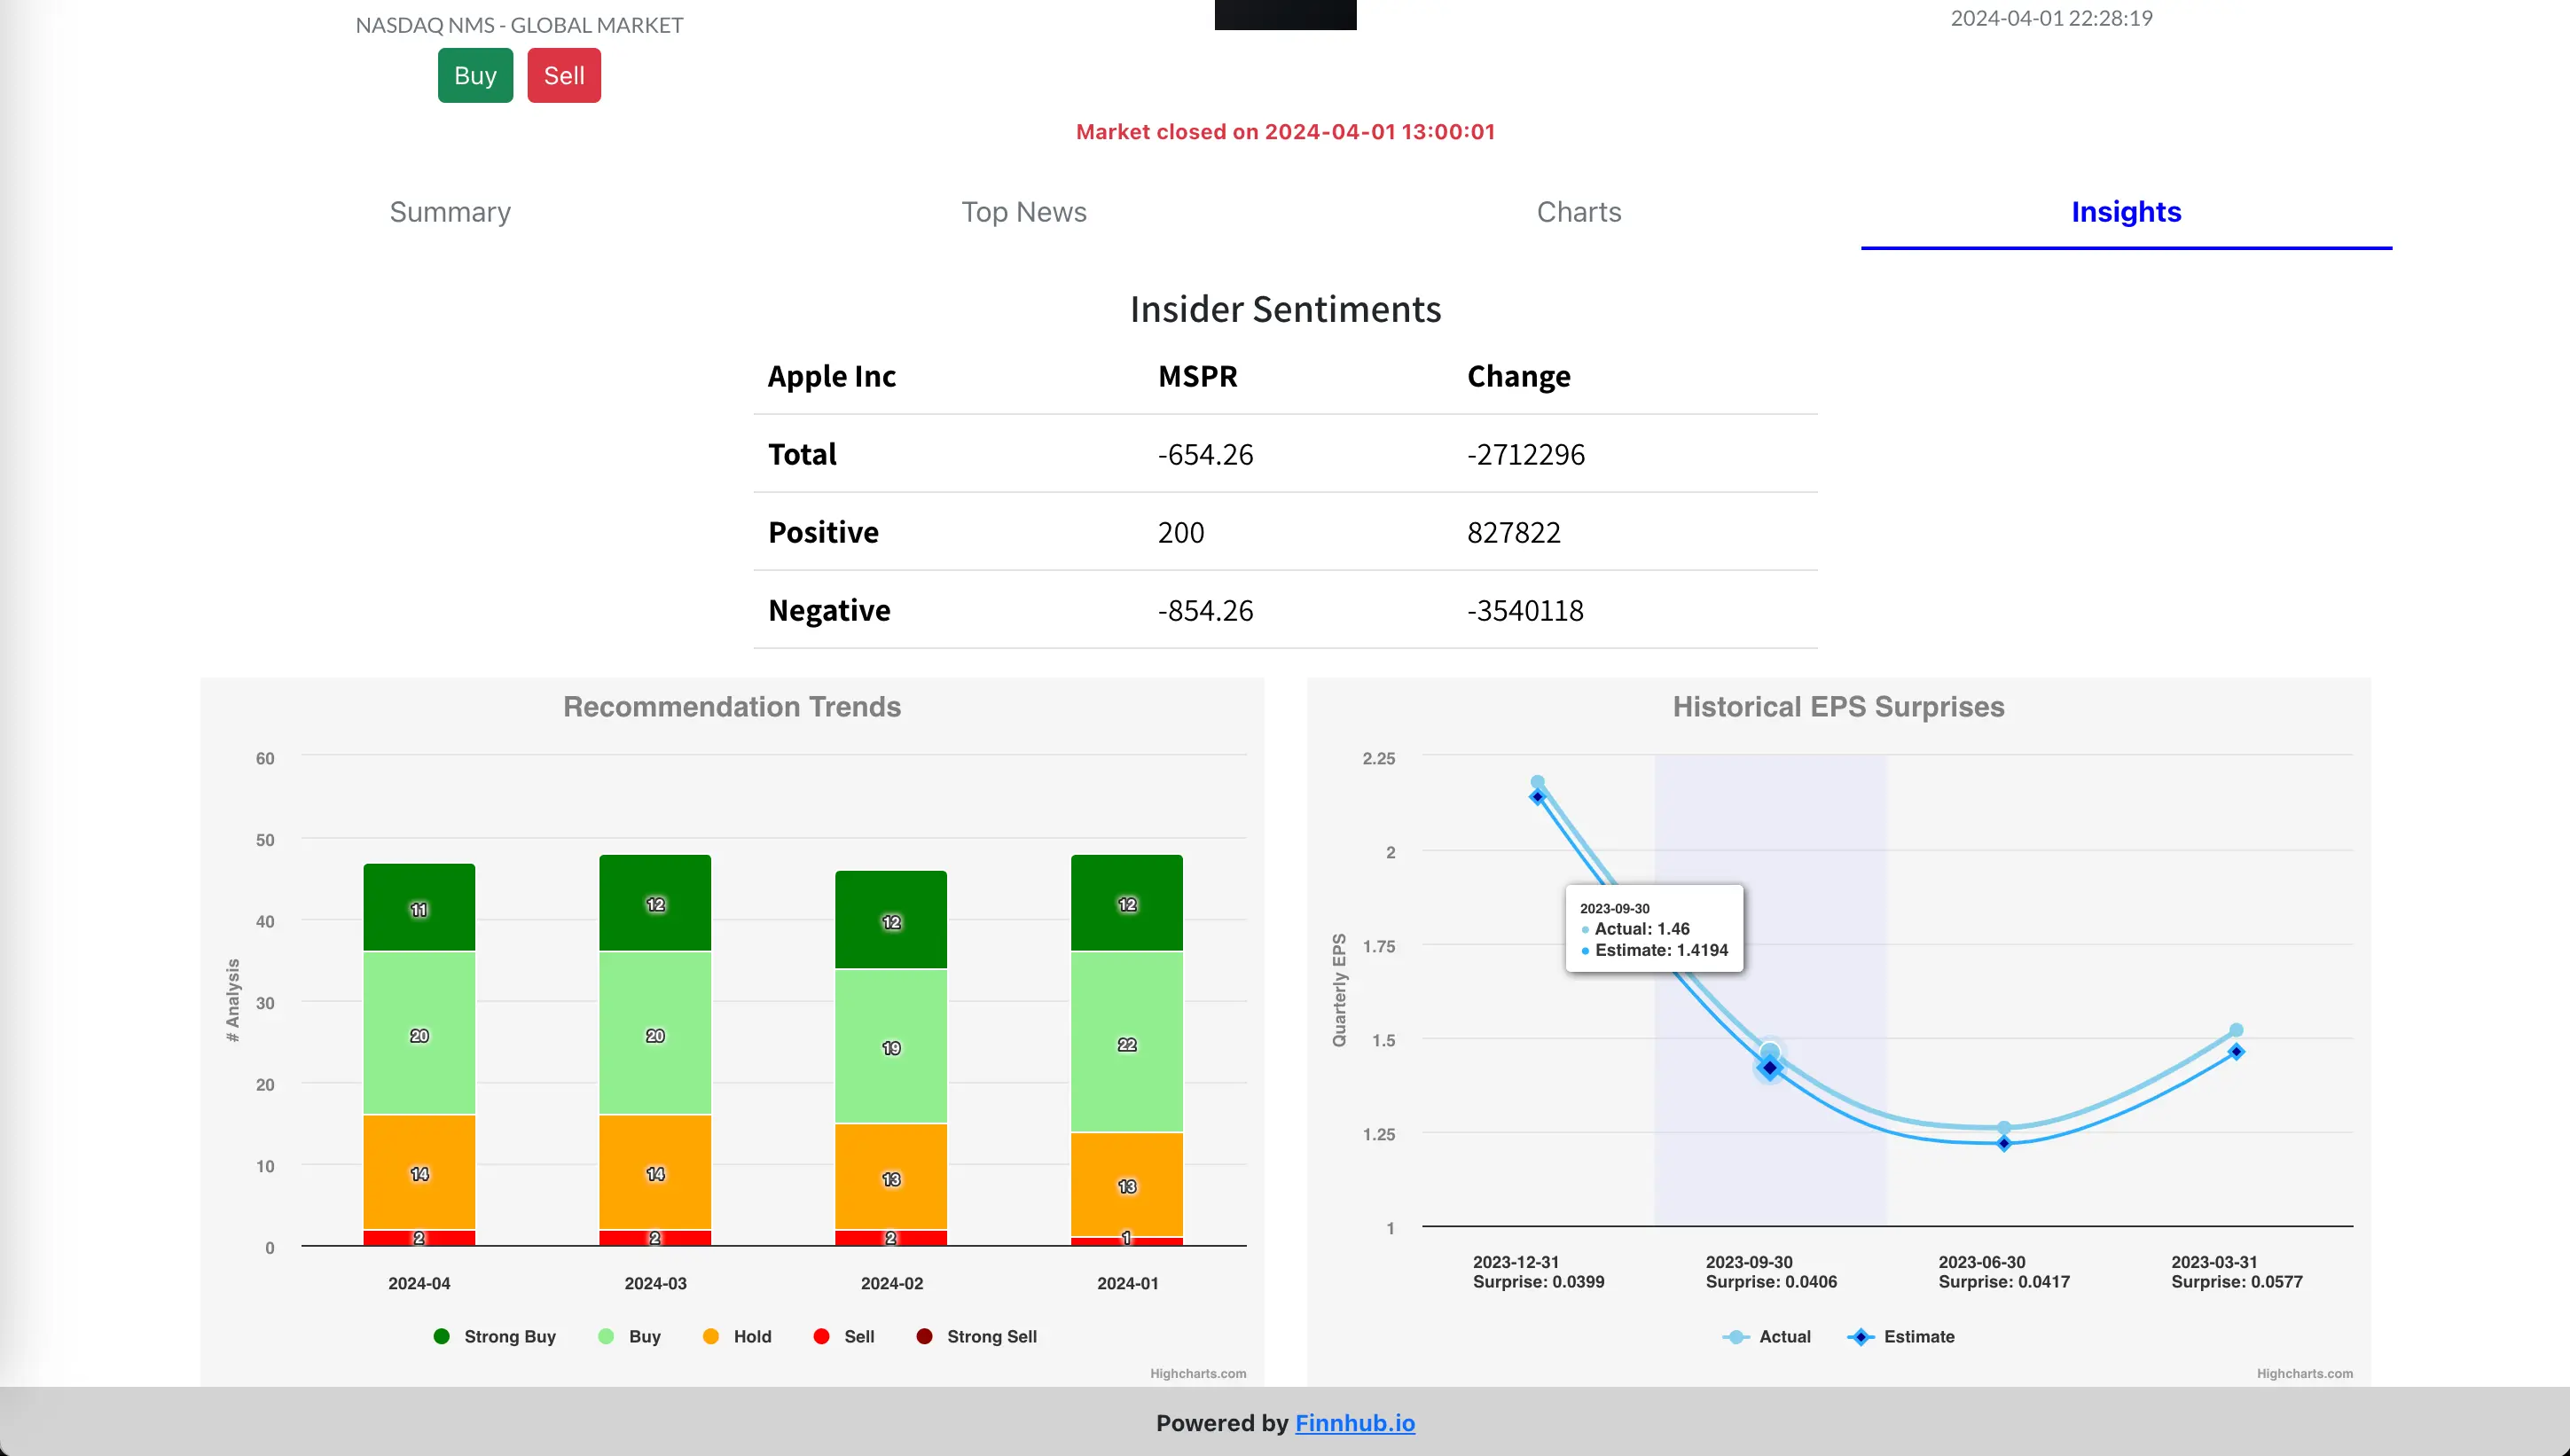 NASDAQ NMS - GLOBAL MARKET
2024-04-01 22:28:19
Buy Sell
Market closed on 2024-04-01 13:00:01
Summary Top News Charts Insights
Insider Sentiments
Apple Inc MSPR Change
Total -654.26 -2712296
Positive 200 827822
Negative -854.26 -3540118
Recommendation Trends
# Analysis
60
50
40
30
20
10
0
11 12 12 12
20 20 19 22
14 14 13 13
2 2 2 1
2024-04 2024-03 2024-02 2024-01
Strong Buy Buy Hold Sell Strong Sell
Highcharts.com
Historical EPS Surprises
Quarterly EPS
2.25
2
1.75
1.5
1.25
1
2023-09-30
Actual: 1.46
Estimate: 1.4194
2023-12-31 2023-09-30 2023-06-30 2023-03-31
Surprise: 0.0399 Surprise: 0.0406 Surprise: 0.0417 Surprise: 0.0577
Actual Estimate
Highcharts.com
Powered by Finnhub.io